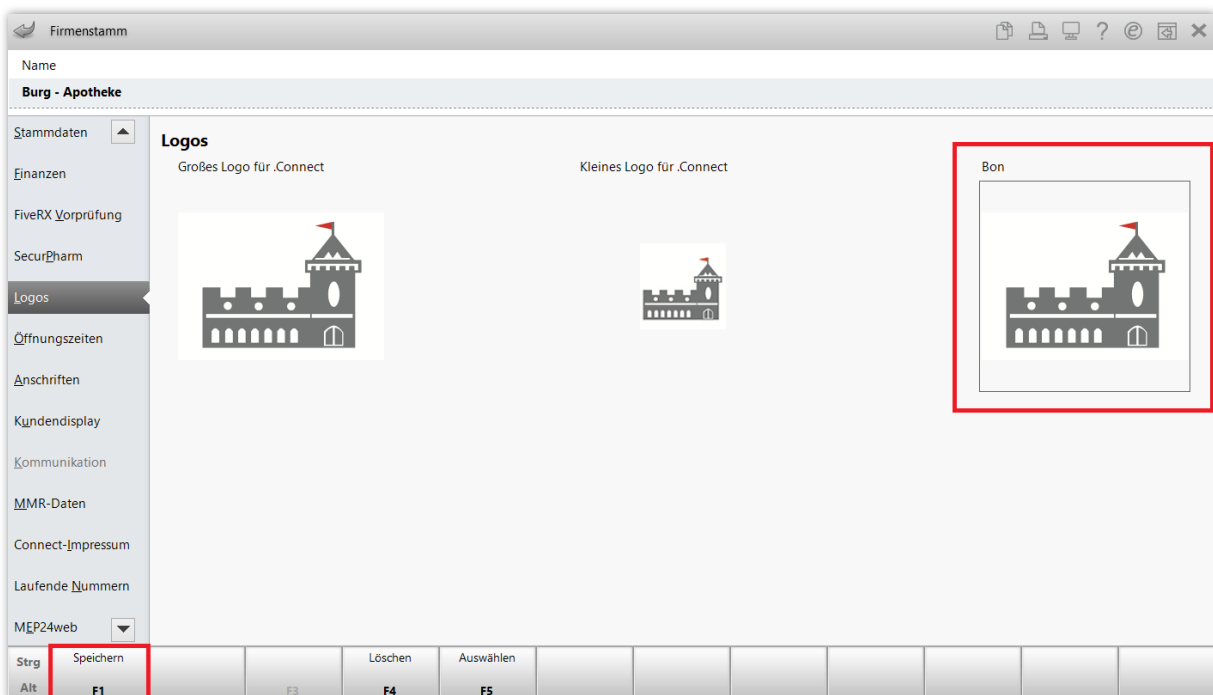 Firmenstamm
Name
Burg - Apotheke
Stammdaten
Finanzen
FiveRX Vorprüfung
SecurPharm
Logos
Öffnungszeiten
Anschriften
Kundendisplay
Kommunikation
MMR-Daten
Connect-Impressum
Laufende Nummern
MEP24web
Logos
Großes Logo für .Connect
Kleines Logo für .Connect
Bon
Strg
Alt
Speichern
F1
F3
Löschen
F4
Auswählen
F5